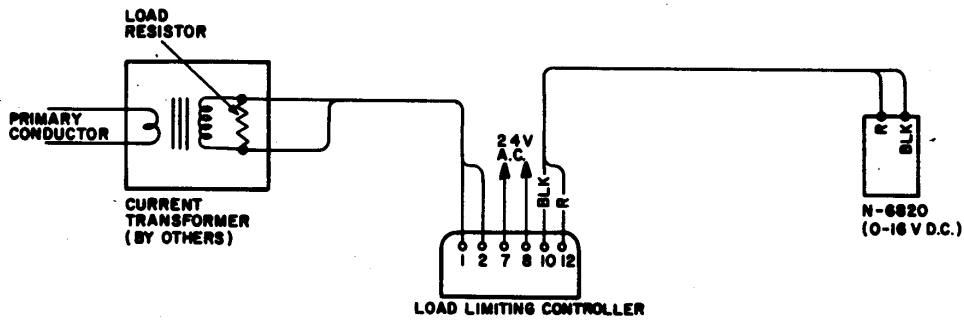 LOAD
RESISTOR
PRIMARY
CONDUCTOR
CURRENT
TRANSFORMER
(BY OTHERS)
24V
A.C.
BLK
R
1 2 7 8 10 12
LOAD LIMITING CONTROLLER
R
BLK
N-6820
(0-16 V D.C.)